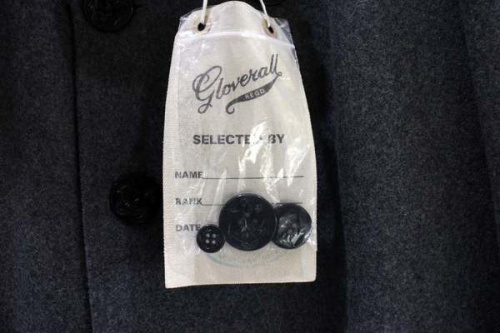 Gloverall
REGD.
SELECTED BY
NAME
RANK
DATE